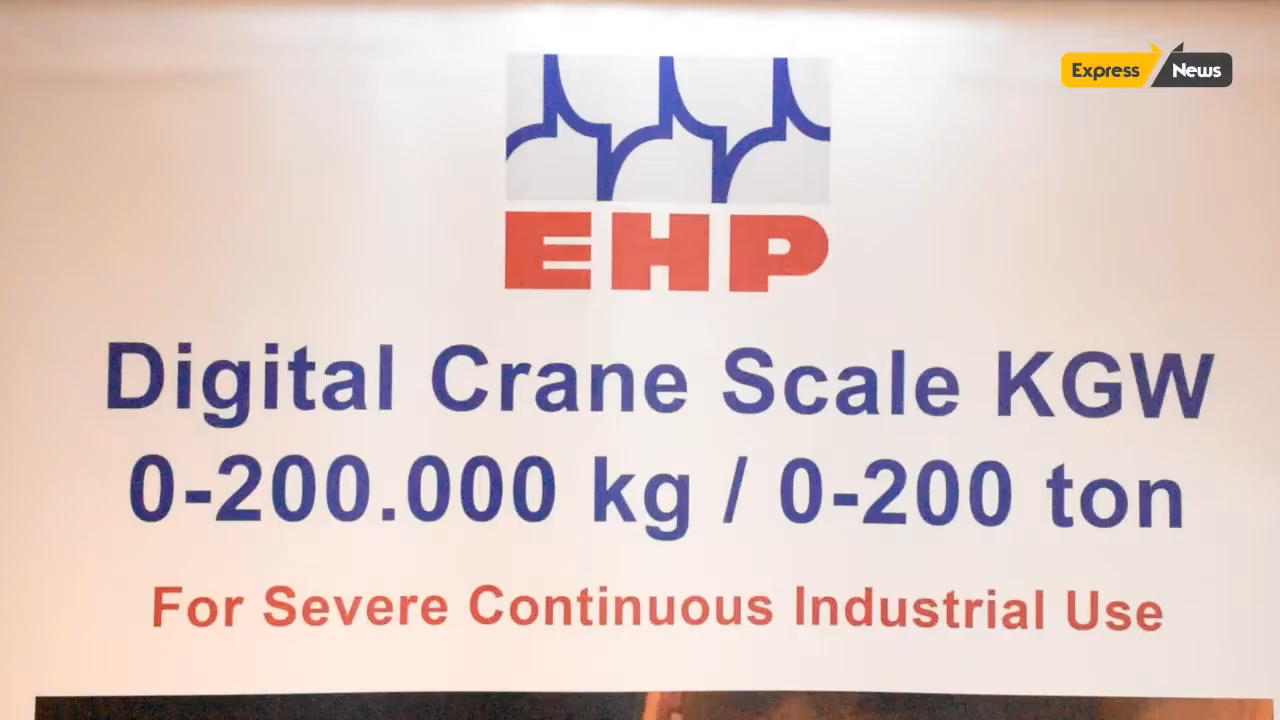 Express News
EHP
Digital Crane Scale KGW
0-200.000 kg / 0-200 ton
For Severe Continuous Industrial Use